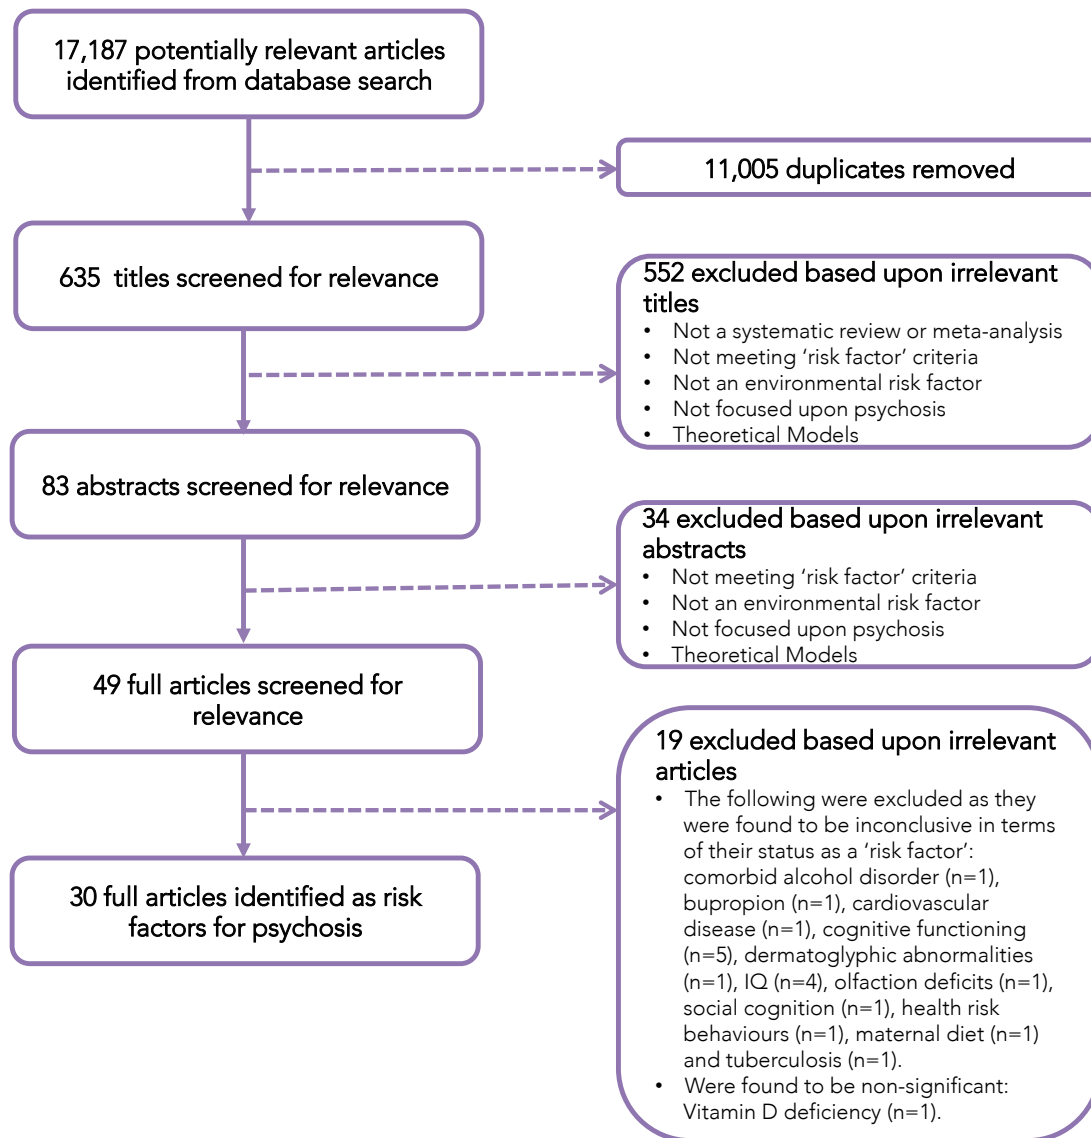 17,187 potentially relevant articles
identified from database search
11,005 duplicates removed
635 titles screened for relevance
552 excluded based upon irrelevant
titles
• Not a systematic review or meta-analysis
• Not meeting ‘risk factor’ criteria
• Not an environmental risk factor
• Not focused upon psychosis
• Theoretical Models
83 abstracts screened for relevance
34 excluded based upon irrelevant
abstracts
• Not meeting ‘risk factor’ criteria
• Not an environmental risk factor
• Not focused upon psychosis
• Theoretical Models
49 full articles screened for
relevance
19 excluded based upon irrelevant
articles
• The following were excluded as they
were found to be inconclusive in terms
of their status as a ‘risk factor’:
comorbid alcohol disorder (n=1),
bupropion (n=1), cardiovascular
disease (n=1), cognitive functioning
(n=5), dermatoglyphic abnormalities
(n=1), IQ (n=4), olfaction deficits (n=1),
social cognition (n=1), health risk
behaviours (n=1), maternal diet (n=1)
and tuberculosis (n=1).
• Were found to be non-significant:
Vitamin D deficiency (n=1).
30 full articles identified as risk
factors for psychosis